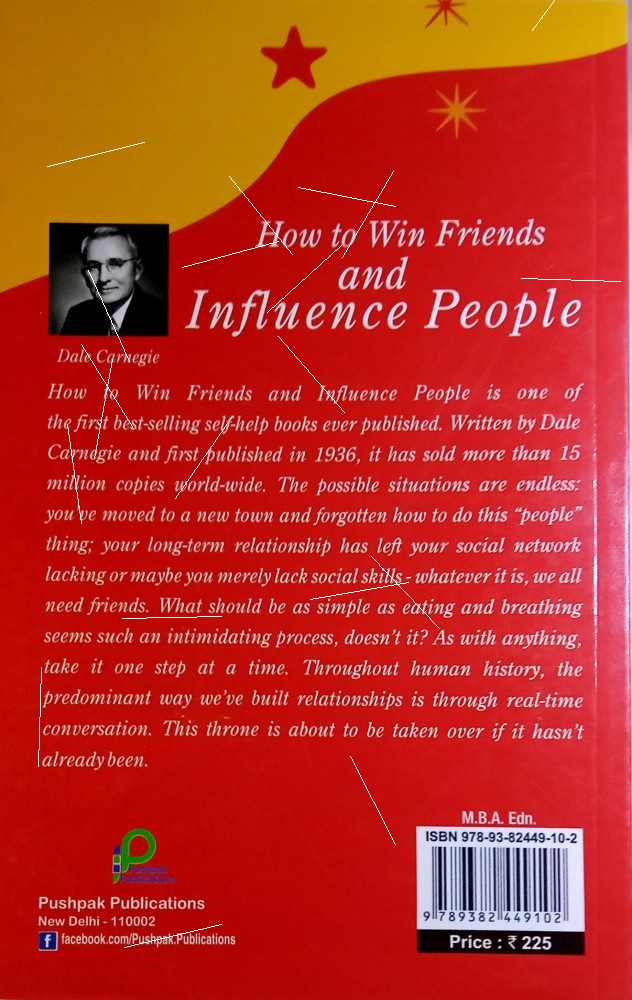 How to Win Friends
and
Influence People
Dale Carnegie
How to Win Friends and Influence People is one of
the first best-selling self-help books ever published. Written by Dale
Carnegie and first published in 1936, it has sold more than 15
million copies world-wide. The possible situations are endless:
you've moved to a new town and forgotten how to do this “people”
thing; your long-term relationship has left your social network
lacking or maybe you merely lack social skills - whatever it is, we all
need friends. What should be as simple as eating and breathing
seems such an intimidating process, doesn't it? As with anything,
take it one step at a time. Throughout human history, the
predominant way we've built relationships is through real-time
conversation. This throne is about to be taken over if it hasn't
already been.
M.B.A. Edn.
ISBN 978-93-82449-10-2
9 789382 449102
Price : ₹ 225
Pushpak
Publications
Pushpak Publications
New Delhi - 110002
f facebook.com/Pushpak.Publications